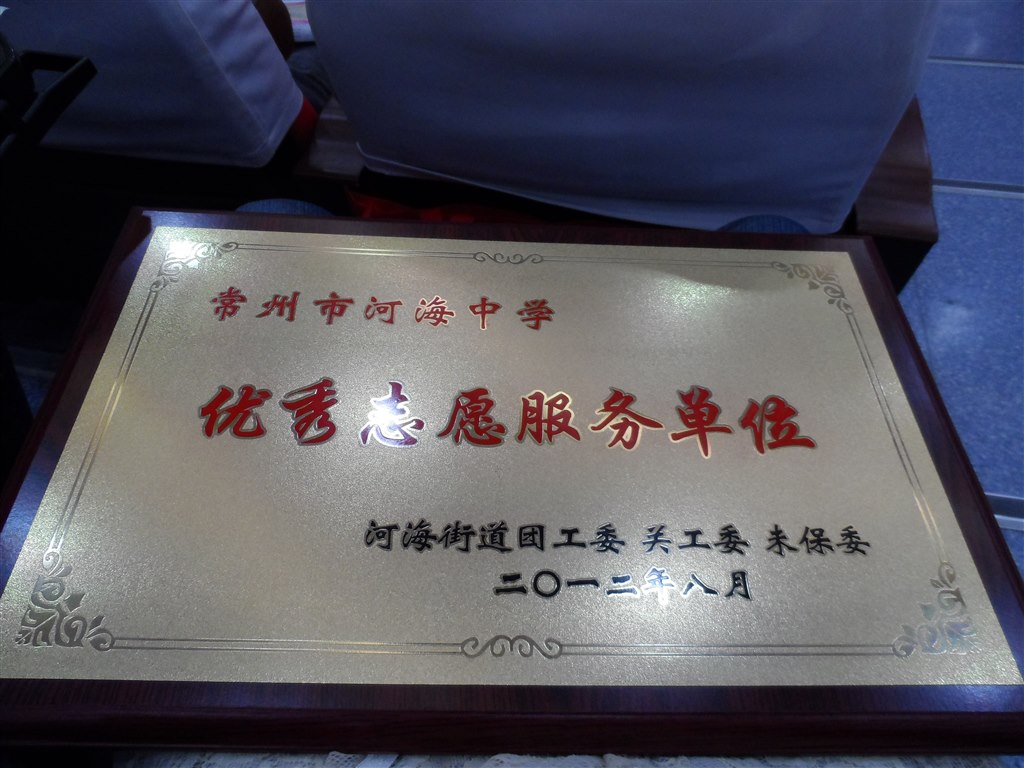 常州市河海中学
优秀志愿服务单位
河海街道团工委 关工委 未保委
二〇一二年八月